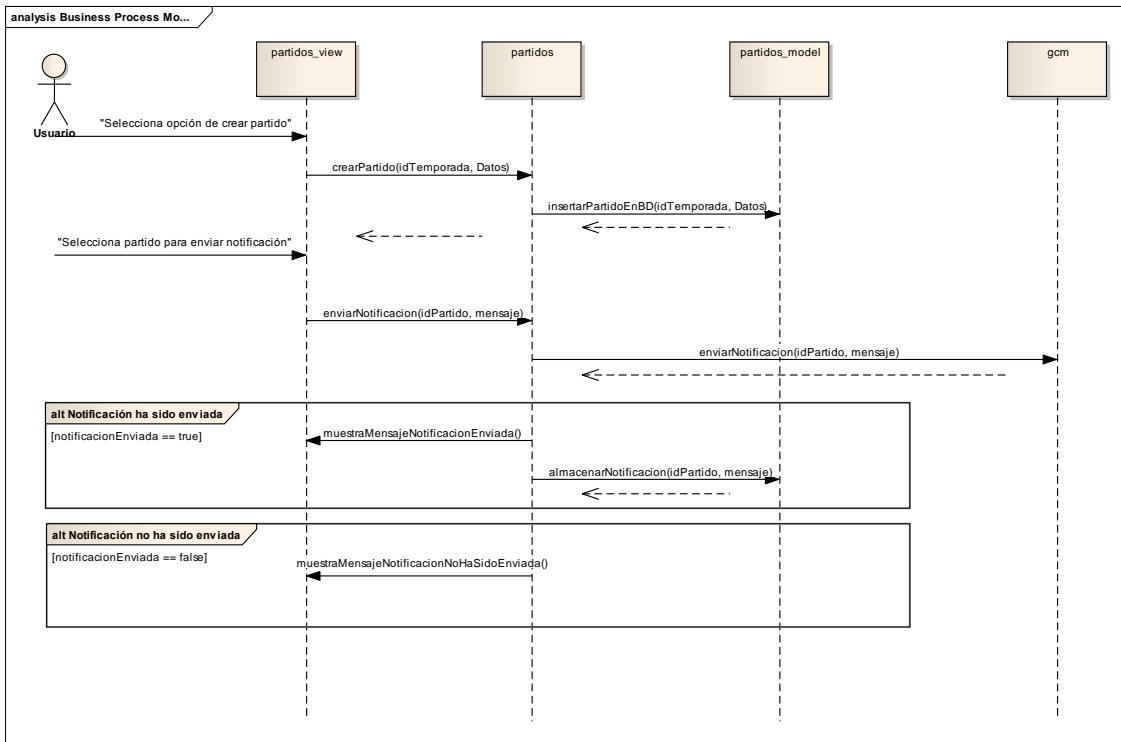 analysis Business Process Mo...
partidos_view
partidos
partidos_model
gcm
Usuario
"Selecciona opción de crear partido"
crearPartido(idTemporada, Datos)
insertarPartidoEnBD(idTemporada, Datos)
"Selecciona partido para enviar notificación"
enviarNotificacion(idPartido, mensaje)
enviarNotificacion(idPartido, mensaje)
alt Notificación ha sido enviada
[notificacionEnviada == true]
muestraMensajeNotificacionEnviada()
almacenarNotificacion(idPartido, mensaje)
alt Notificación no ha sido enviada
[notificacionEnviada == false]
muestraMensajeNotificacionNoHaSidoEnviada()